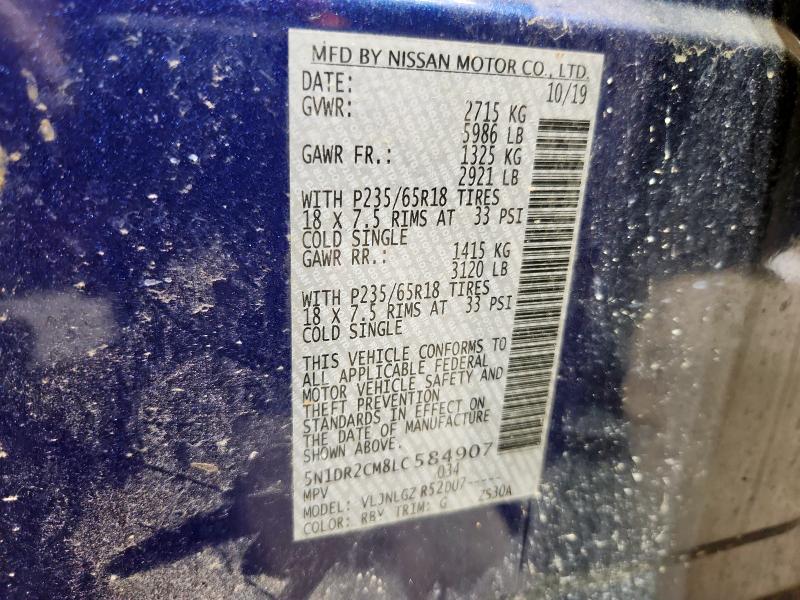 MFD BY NISSAN MOTOR CO., LTD.
DATE: 10/19
GVWR: 2715 KG
5986 LB
GAWR FR.: 1325 KG
2921 LB
WITH P235/65R18 TIRES
18 X 7.5 RIMS AT 33 PSI
COLD SINGLE
GAWR RR.: 1415 KG
3120 LB
WITH P235/65R18 TIRES
18 X 7.5 RIMS AT 33 PSI
COLD SINGLE
THIS VEHICLE CONFORMS TO
ALL APPLICABLE FEDERAL
MOTOR VEHICLE SAFETY AND
THEFT PREVENTION
STANDARDS IN EFFECT ON
THE DATE OF MANUFACTURE
SHOWN ABOVE.
5N1DR2CM8LC584907
MPV 034
MODEL: VLJNLGZ R52DU7-----
COLOR: RBY TRIM: G ZS30A